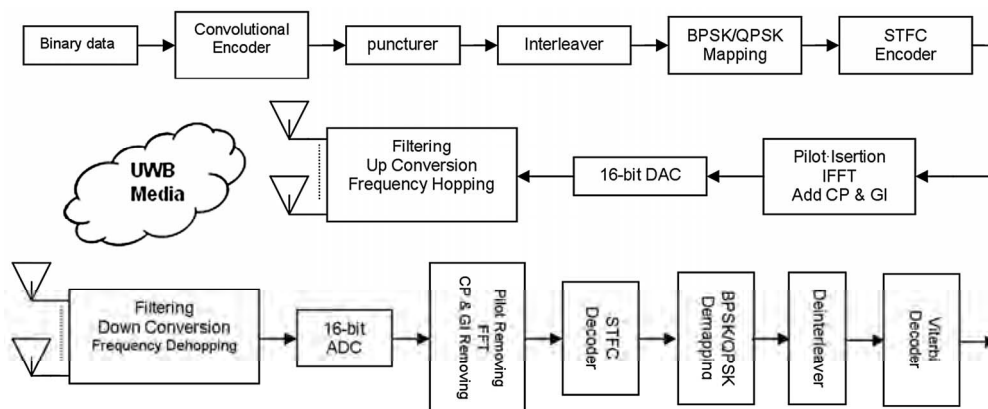 Binary data
Convolutional
Encoder
puncturer
Interleaver
BPSK/QPSK
Mapping
STFC
Encoder
UWB
Media
Filtering
Up Conversion
Frequency Hopping
16-bit DAC
Pilot Isertion
IFFT
Add CP & GI
Filtering
Down Conversion
Frequency Dehopping
16-bit
ADC
Pilot Removing
FFT
CP & GI Removing
STFC
Decoder
BPSK/QPSK
Demapping
Deinterleaver
Viterbi
Decoder